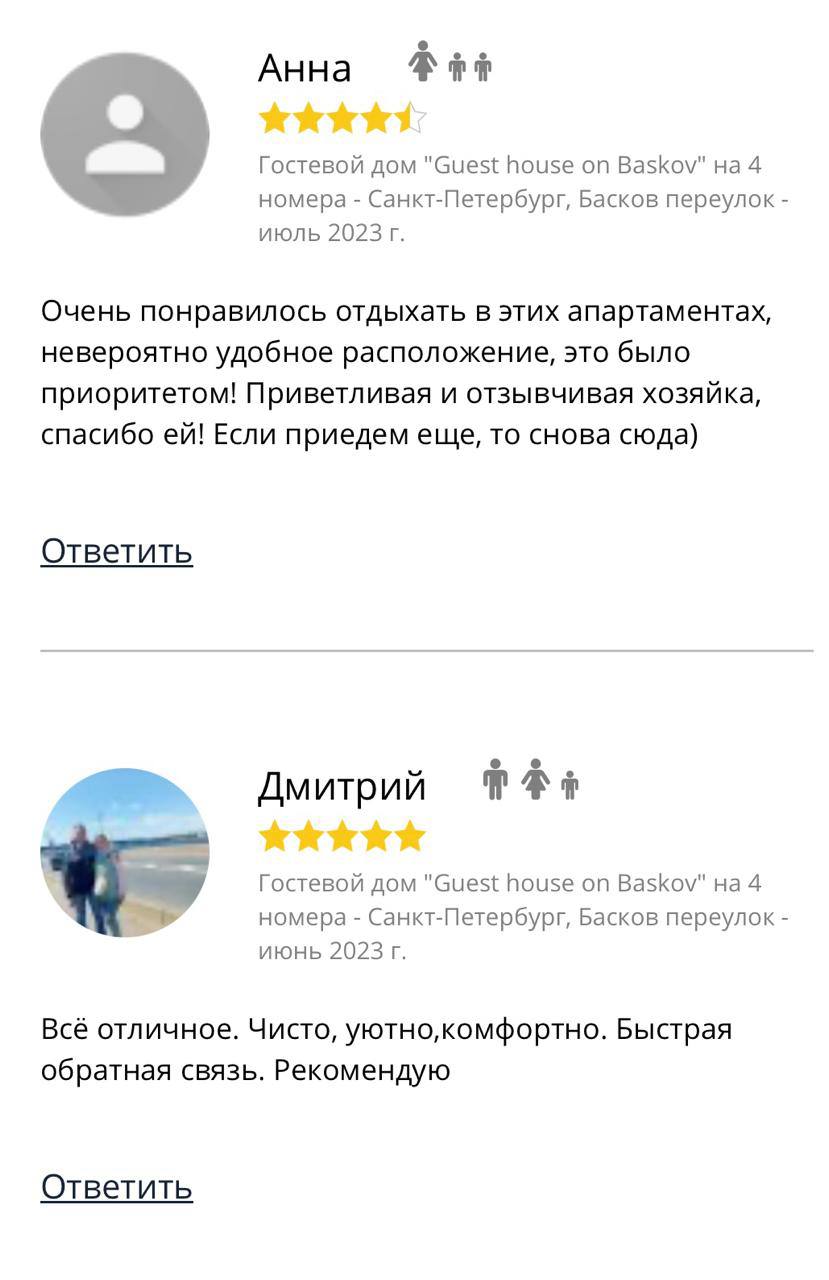 Анна
Гостевой дом "Guest house on Baskov" на 4
номера - Санкт-Петербург, Басков переулок -
июль 2023 г.
Очень понравилось отдыхать в этих апартаментах,
невероятно удобное расположение, это было
приоритетом! Приветливая и отзывчивая хозяйка,
спасибо ей! Если приедем еще, то снова сюда)
Ответить
Дмитрий
Гостевой дом "Guest house on Baskov" на 4
номера - Санкт-Петербург, Басков переулок -
июнь 2023 г.
Всё отличное. Чисто, уютно,комфортно. Быстрая
обратная связь. Рекомендую
Ответить